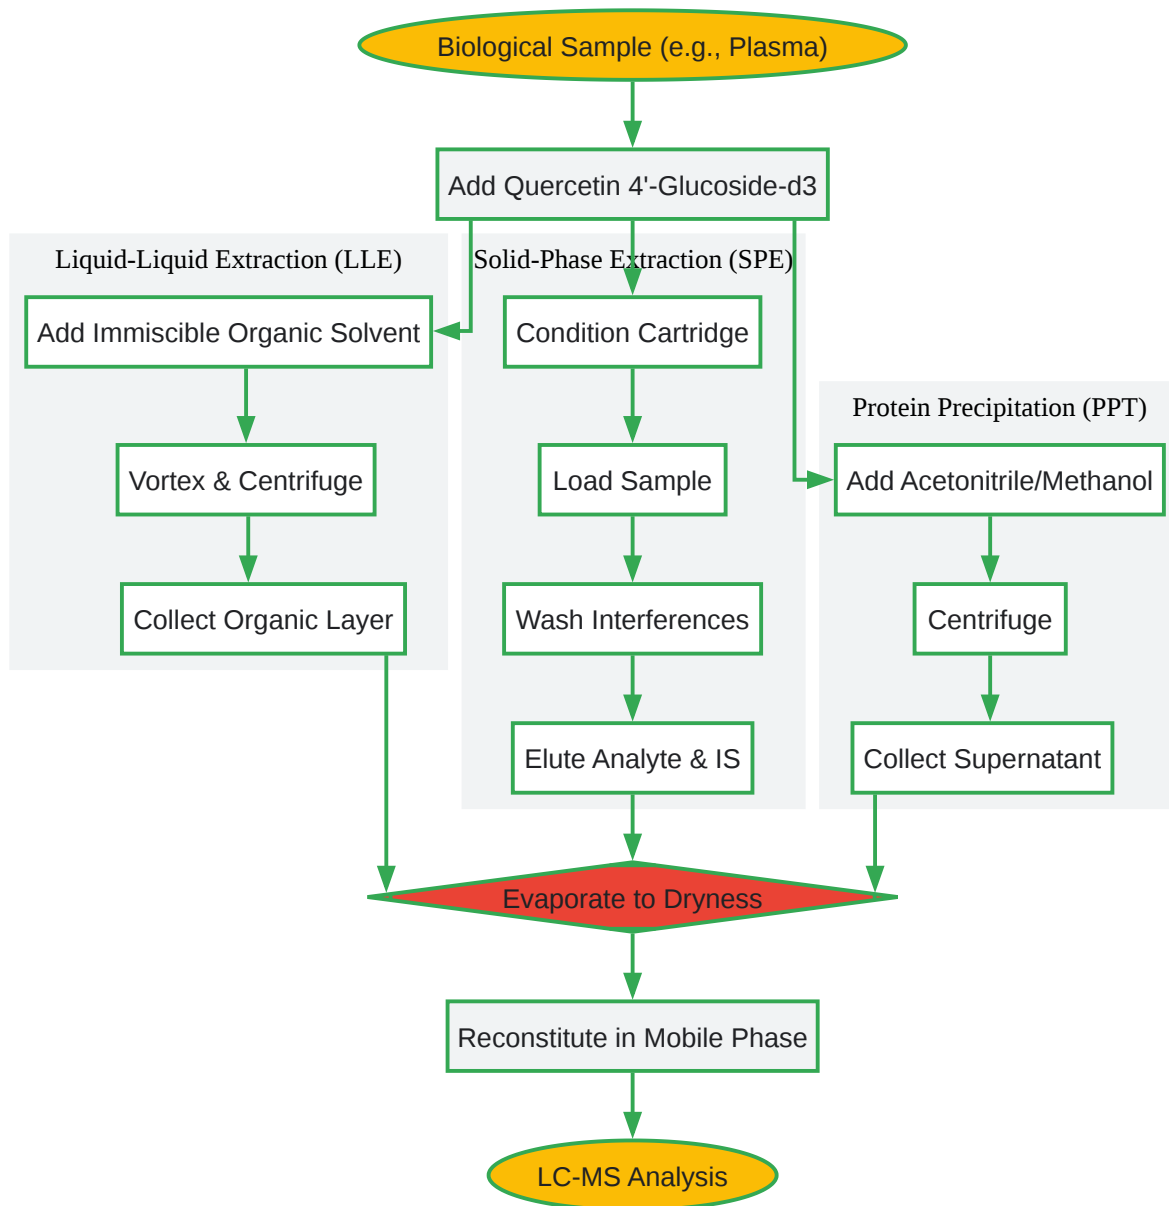 Biological Sample (e.g., Plasma)
Add Quercetin 4'-Glucoside-d3
Liquid-Liquid Extraction (LLE)
Add Immiscible Organic Solvent
Vortex & Centrifuge
Collect Organic Layer
Solid-Phase Extraction (SPE)
Condition Cartridge
Load Sample
Wash Interferences
Elute Analyte & IS
Protein Precipitation (PPT)
Add Acetonitrile/Methanol
Centrifuge
Collect Supernatant
Evaporate to Dryness
Reconstitute in Mobile Phase
LC-MS Analysis